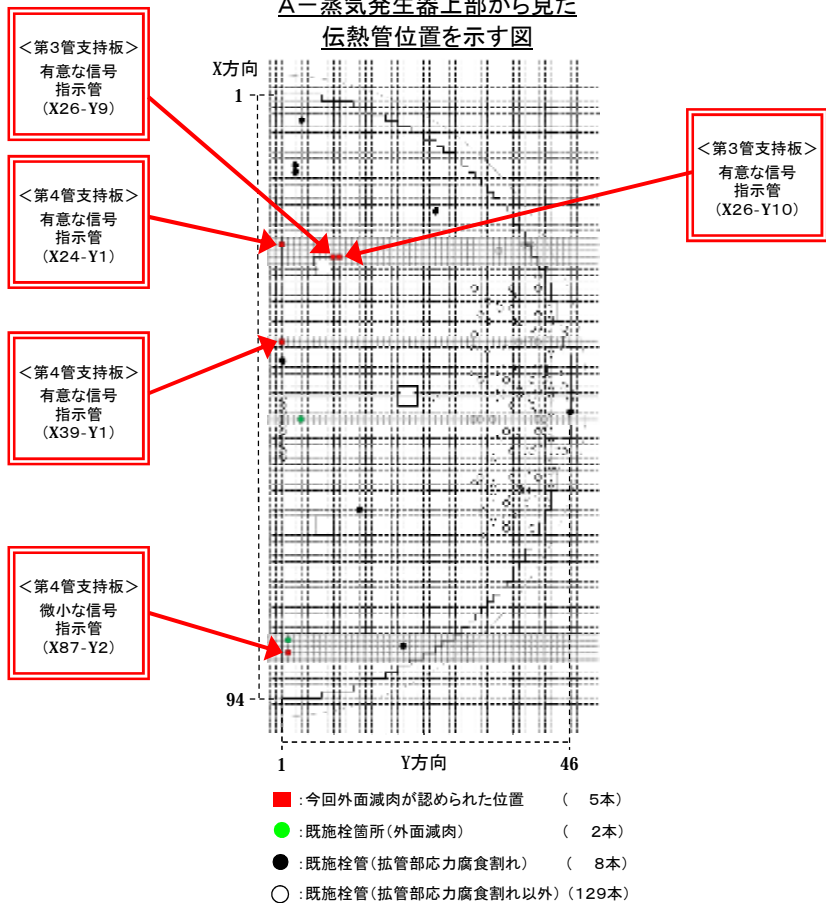 A－蒸気発生器上部から見た
伝熱管位置を示す図
＜第3管支持板＞
有意な信号
指示管
(X26-Y9)
＜第4管支持板＞
有意な信号
指示管
(X24-Y1)
＜第4管支持板＞
有意な信号
指示管
(X39-Y1)
＜第4管支持板＞
微小な信号
指示管
(X87-Y2)
＜第3管支持板＞
有意な信号
指示管
(X26-Y10)
X方向
1
94
1
Y方向
46
：今回外面減肉が認められた位置 （ 5本）
：既施栓箇所（外面減肉） （ 2本）
：既施栓管（拡管部応力腐食割れ） （ 8本）
：既施栓管（拡管部応力腐食割れ以外）（129本）